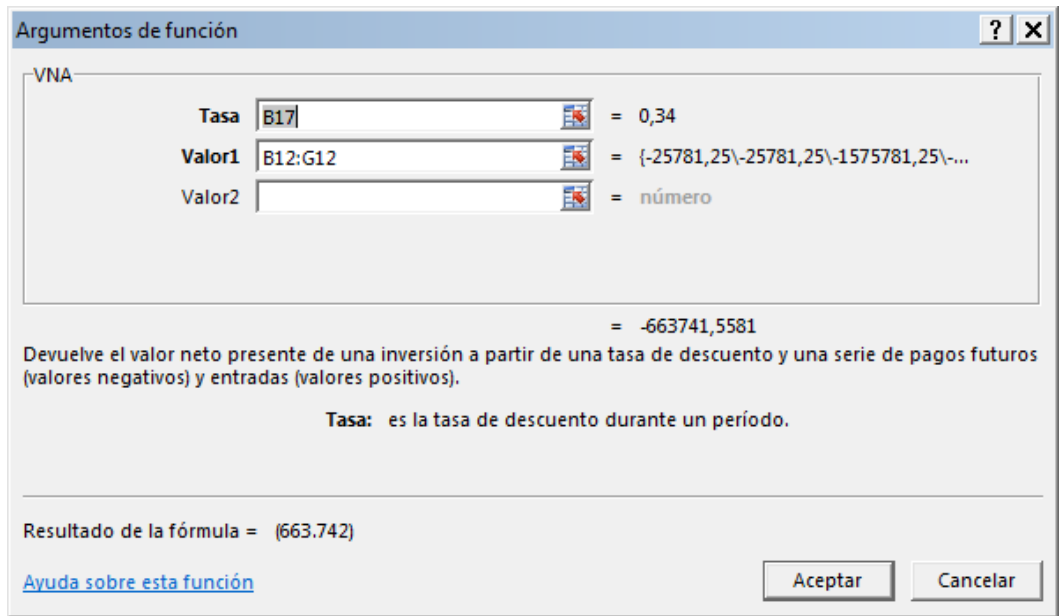 Argumentos de función
VNA
Tasa B17 = 0,34
Valor1 B12:G12 = {-25781,25\-25781,25\-1575781,25\-...
Valor2 = número
= -663741,5581
Devuelve el valor neto presente de una inversión a partir de una tasa de descuento y una serie de pagos futuros
(valores negativos) y entradas (valores positivos).
Tasa: es la tasa de descuento durante un período.
Resultado de la fórmula = (663.742)
Ayuda sobre esta función
Aceptar Cancelar